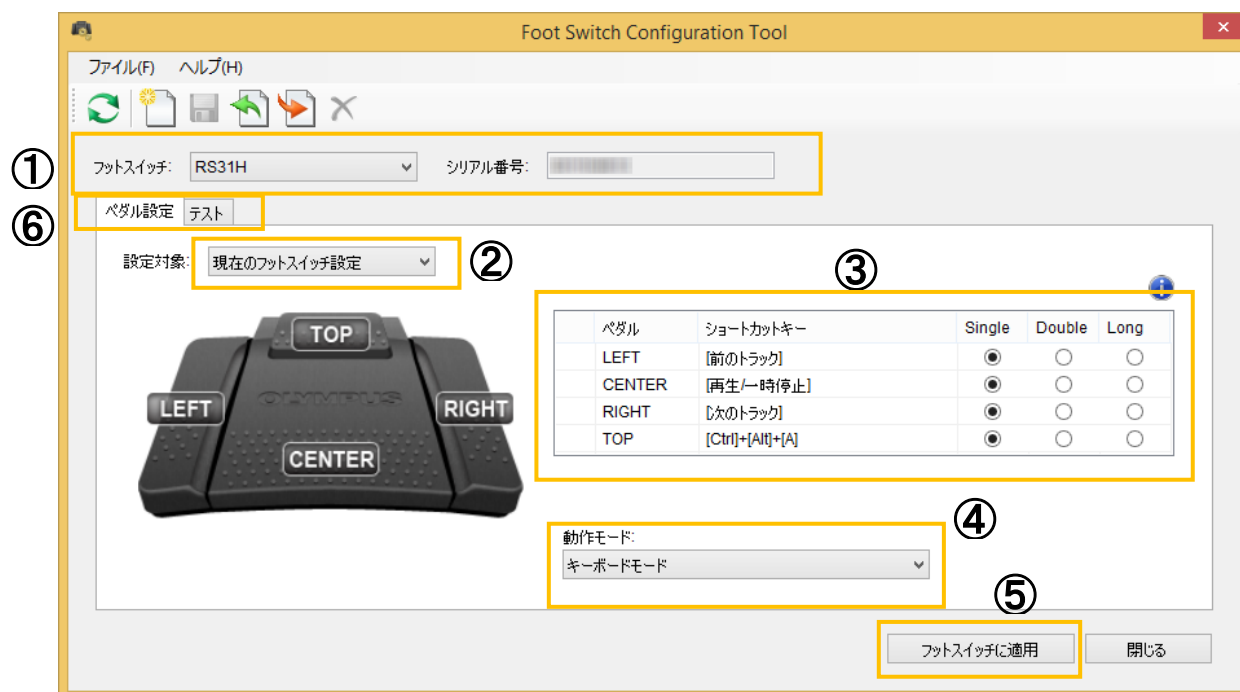 Foot Switch Configuration Tool
ファイル(F) ヘルプ(H)
①
フットスイッチ: RS31H シリアル番号:
⑥
ペダル設定 テスト
設定対象: 現在のフットスイッチ設定
②
③
TOP
LEFT
OLYMPUS
RIGHT
CENTER
ペダル ショートカットキー Single Double Long
LEFT [前のトラック]
CENTER [再生/一時停止]
RIGHT [次のトラック]
TOP [Ctrl]+[Alt]+[A]
④
動作モード:
キーボードモード
⑤
フットスイッチに適用 閉じる